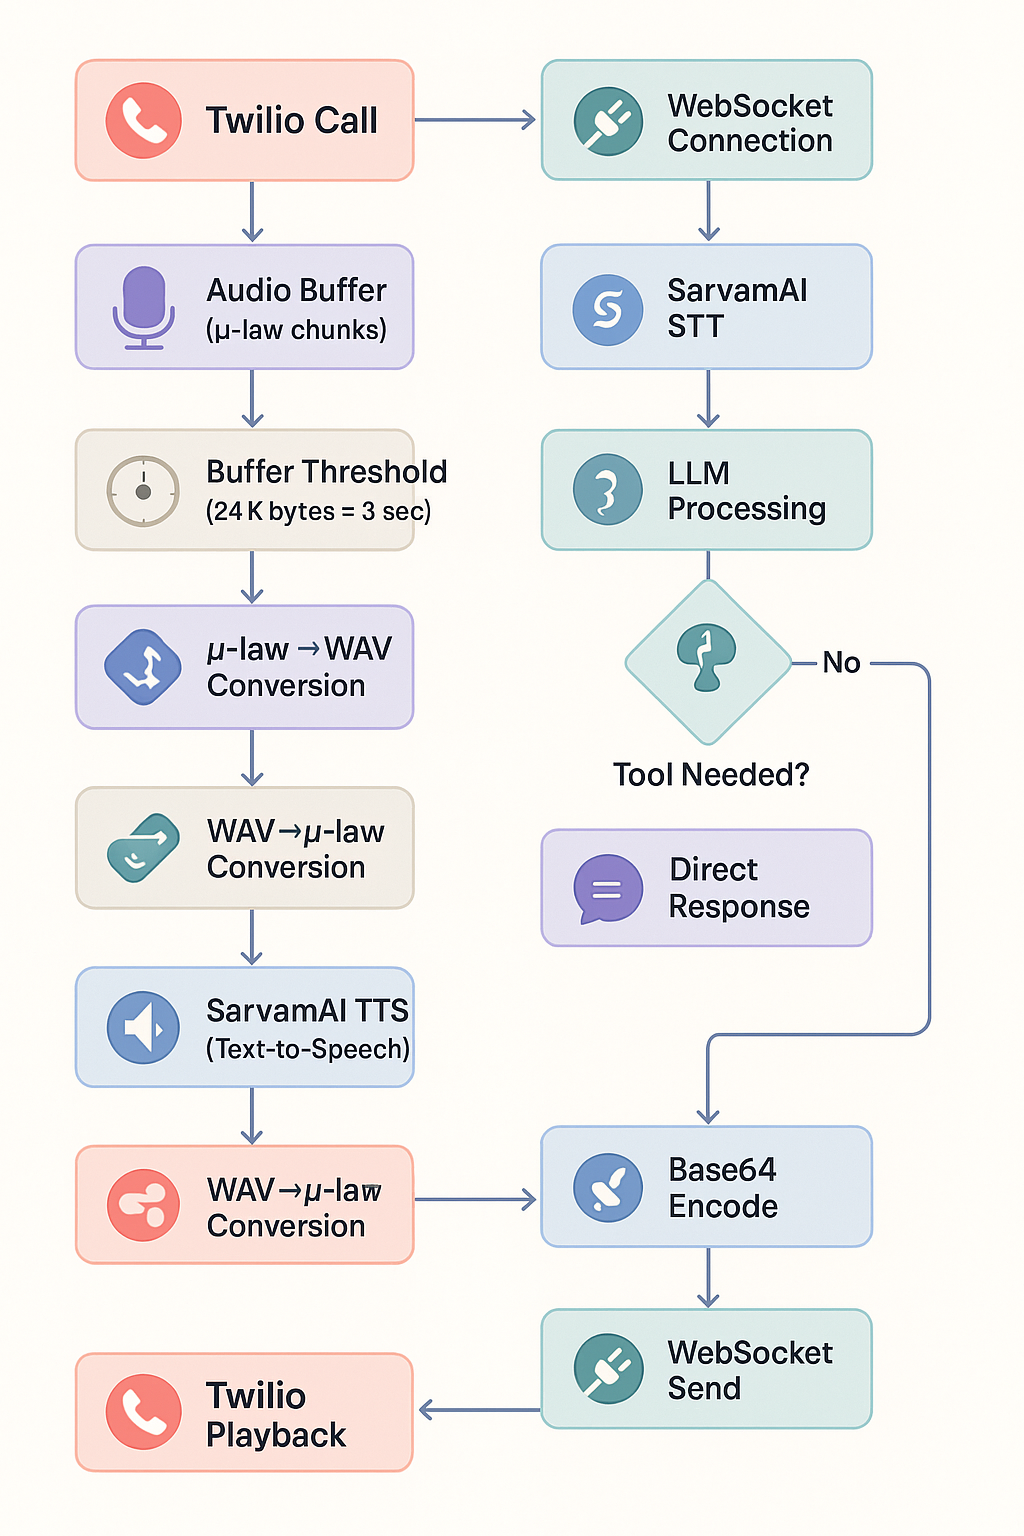 Twilio Call
WebSocket
Connection
Audio Buffer
(µ-law chunks)
SarvamAI
STT
Buffer Threshold
(24 K bytes = 3 sec)
LLM
Processing
µ-law →WAV
Conversion
No
Tool Needed?
WAV→µ-law
Conversion
Direct
Response
SarvamAI TTS
(Text-to-Speech)
WAV→µ-law
Conversion
Base64
Encode
WebSocket
Send
Twilio
Playback